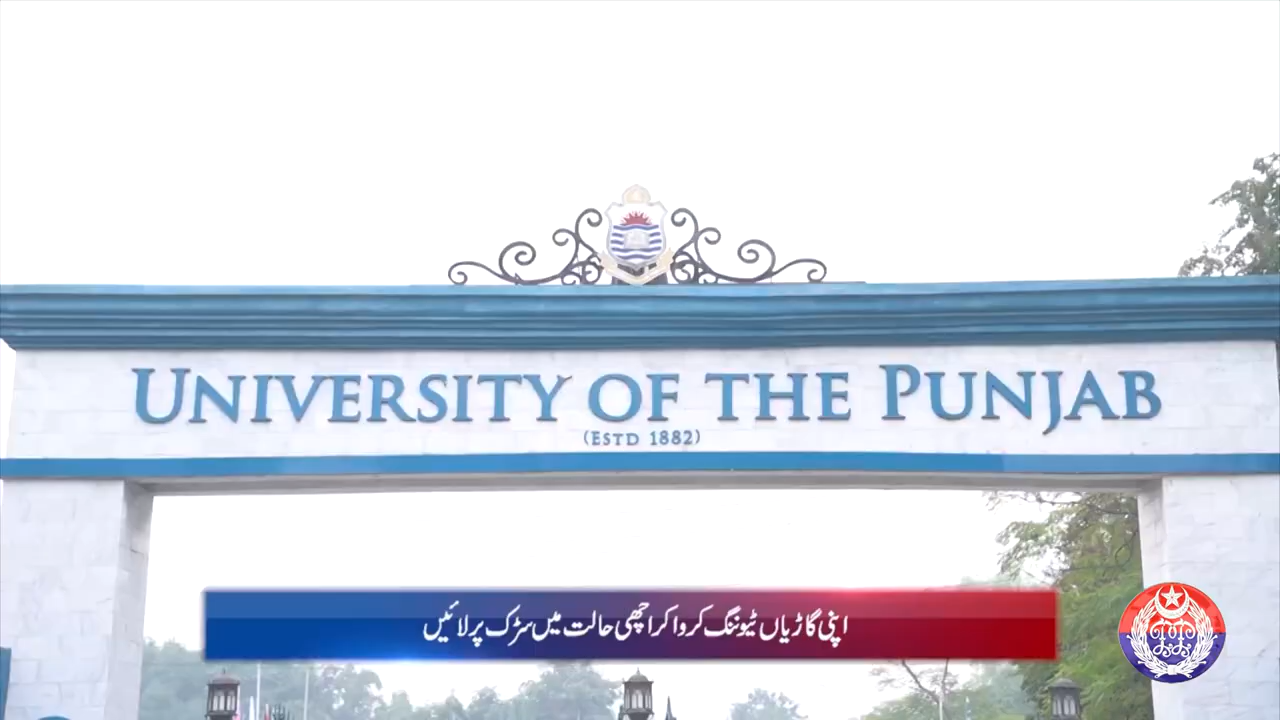 UNIVERSITY OF THE PUNJAB
(ESTD 1882)
اپنی گاڑیاں ٹیوننگ کروا کر اچھی حالت میں سڑک پر لائیں